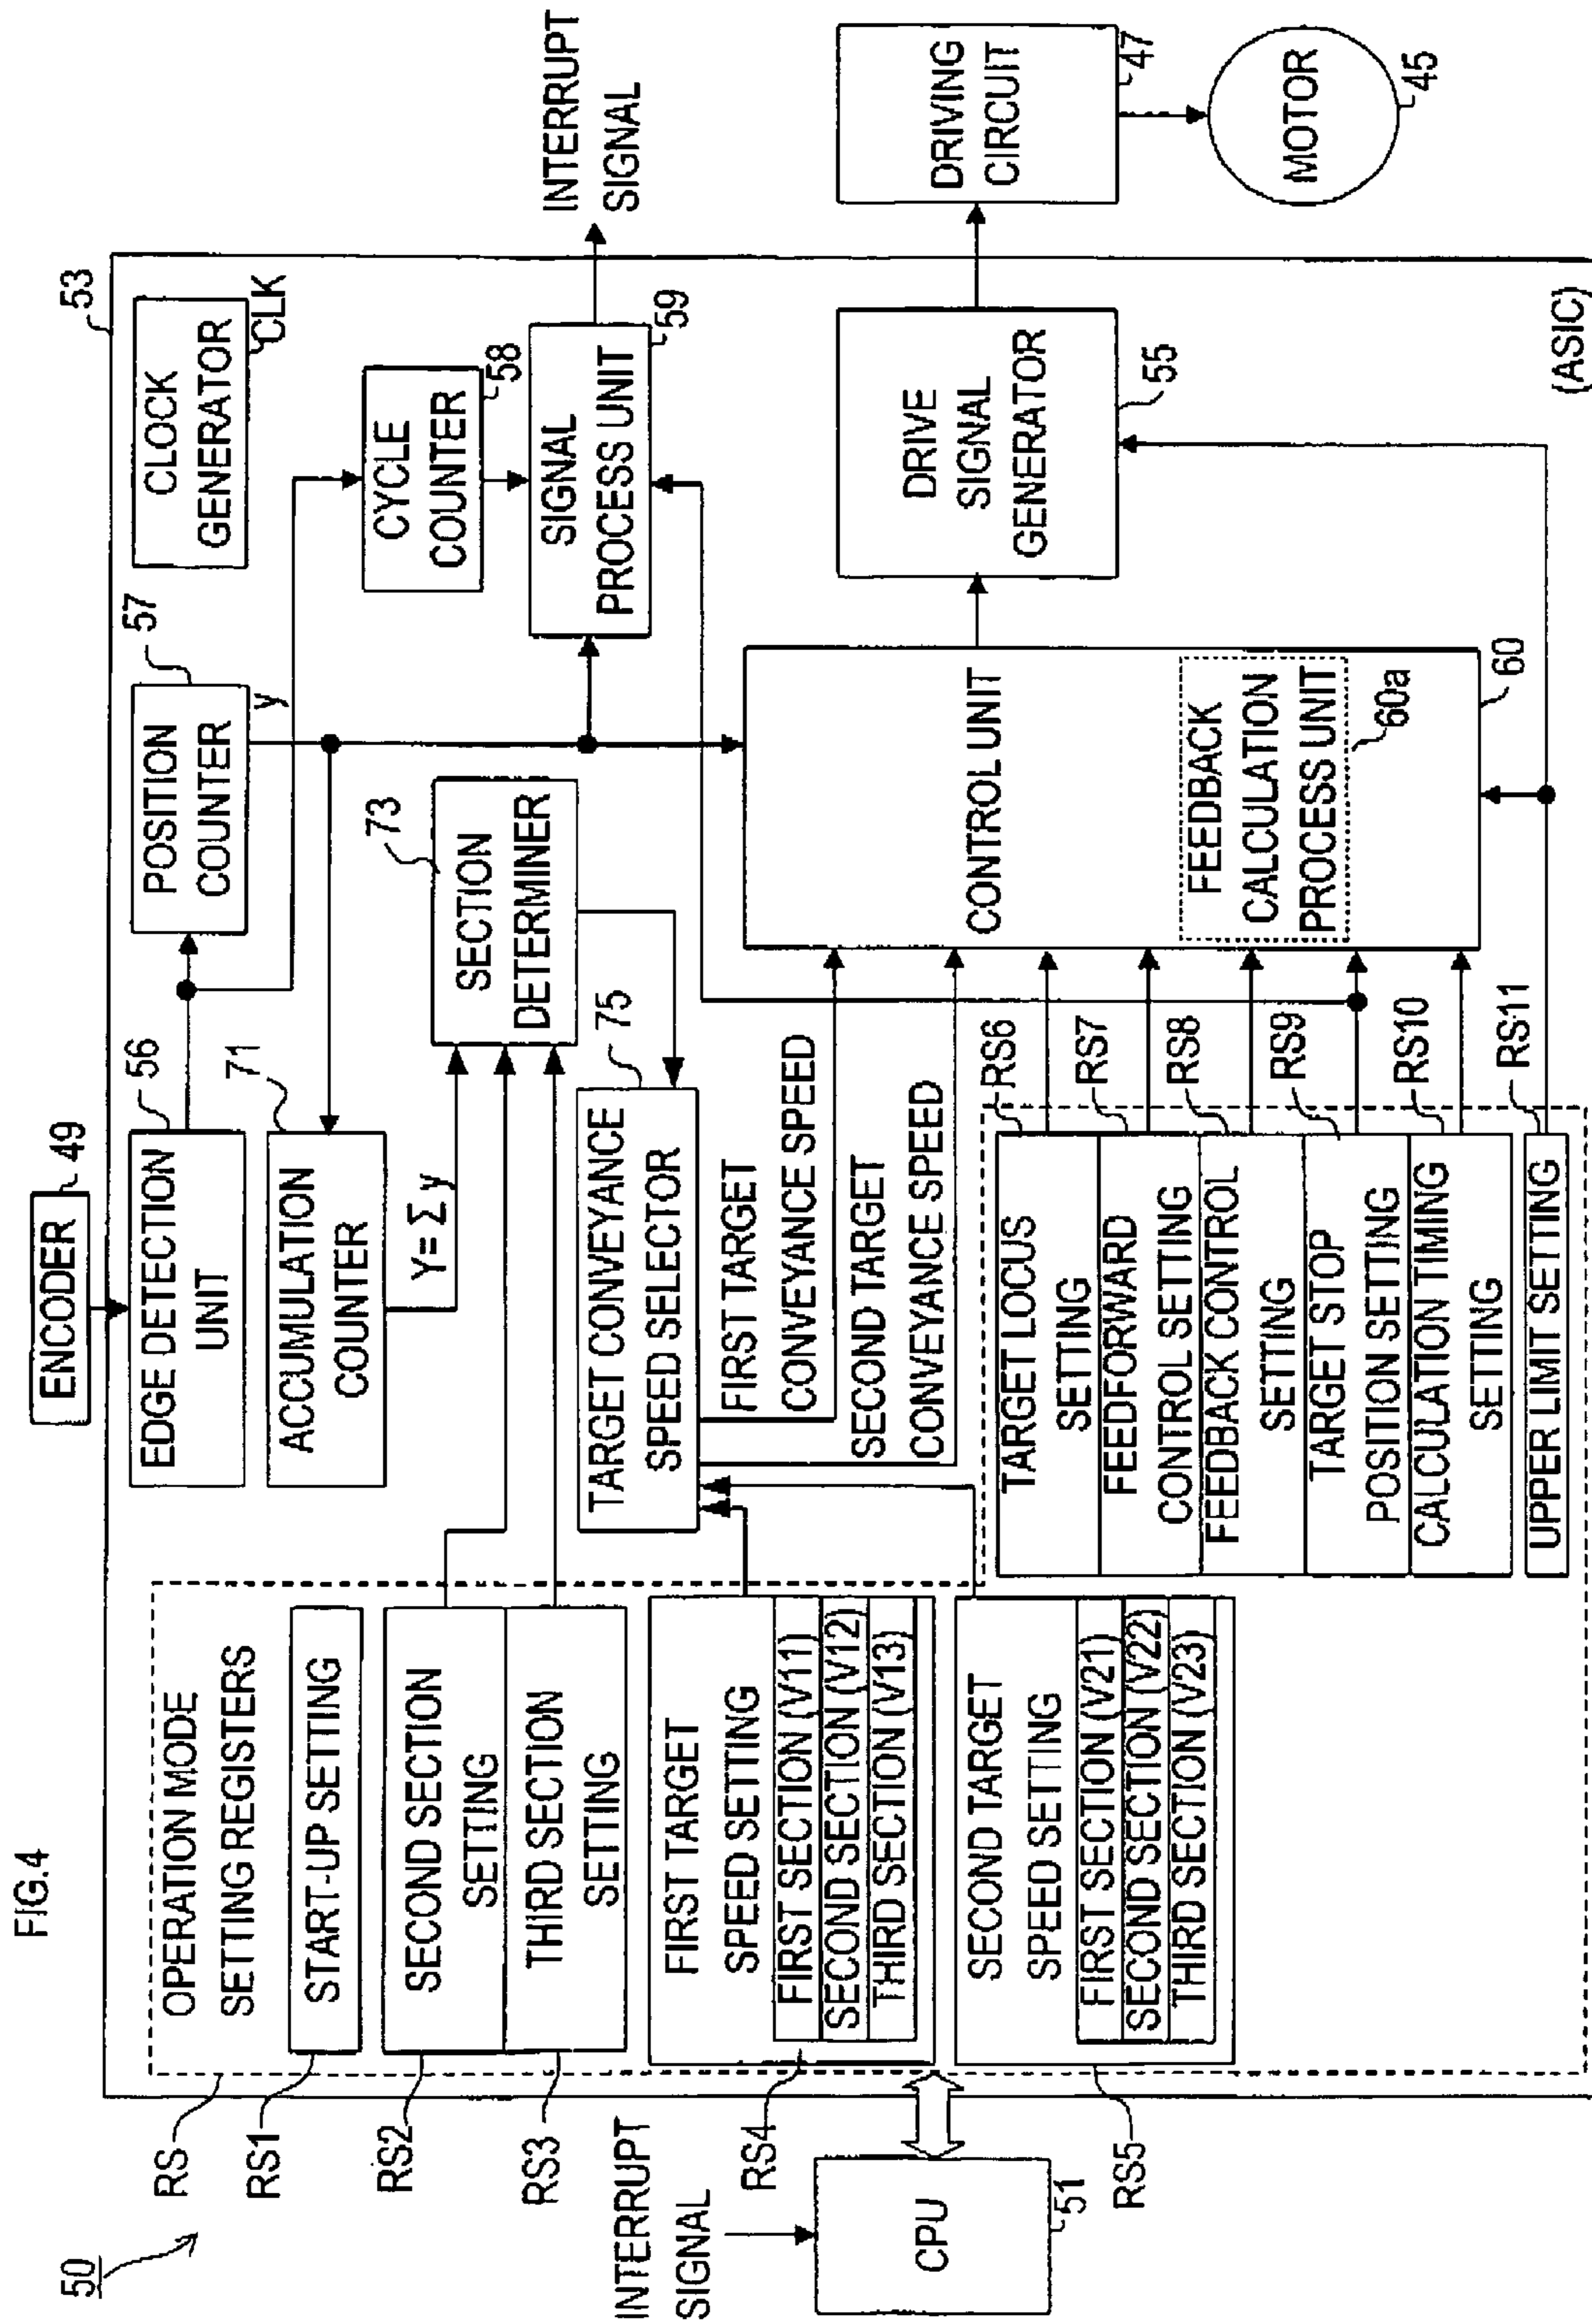 FIG.4
50
ENCODER
49
53
OPERATION MODE
SETTING REGISTERS
RS
START-UP SETTING
RS1
SECOND SECTION
SETTING
RS2
THIRD SECTION
SETTING
RS3
FIRST TARGET
SPEED SETTING
FIRST SECTION (V11)
SECOND SECTION (V12)
THIRD SECTION (V13)
RS4
SECOND TARGET
SPEED SETTING
FIRST SECTION (V21)
SECOND SECTION (V22)
THIRD SECTION (V23)
RS5
INTERRUPT
SIGNAL
CPU
51
EDGE DETECTION
UNIT
56
ACCUMULATION
COUNTER
71
Y=Σy
TARGET CONVEYANCE
SPEED SELECTOR
75
FIRST TARGET
CONVEYANCE SPEED
SECOND TARGET
CONVEYANCE SPEED
TARGET LOCUS
SETTING
RS6
FEEDFORWARD
CONTROL SETTING
RS7
FEEDBACK CONTROL
SETTING
RS8
TARGET STOP
POSITION SETTING
RS9
CALCULATION TIMING
SETTING
RS10
UPPER LIMIT SETTING
RS11
POSITION
COUNTER
57
y
SECTION
DETERMINER
73
CONTROL UNIT
FEEDBACK
CALCULATION
PROCESS UNIT
60a
60
CLOCK
GENERATOR
CLK
CYCLE
COUNTER
58
SIGNAL
PROCESS UNIT
59
DRIVE
SIGNAL
GENERATOR
55
(ASIC)
INTERRUPT
SIGNAL
DRIVING
CIRCUIT
47
MOTOR
45